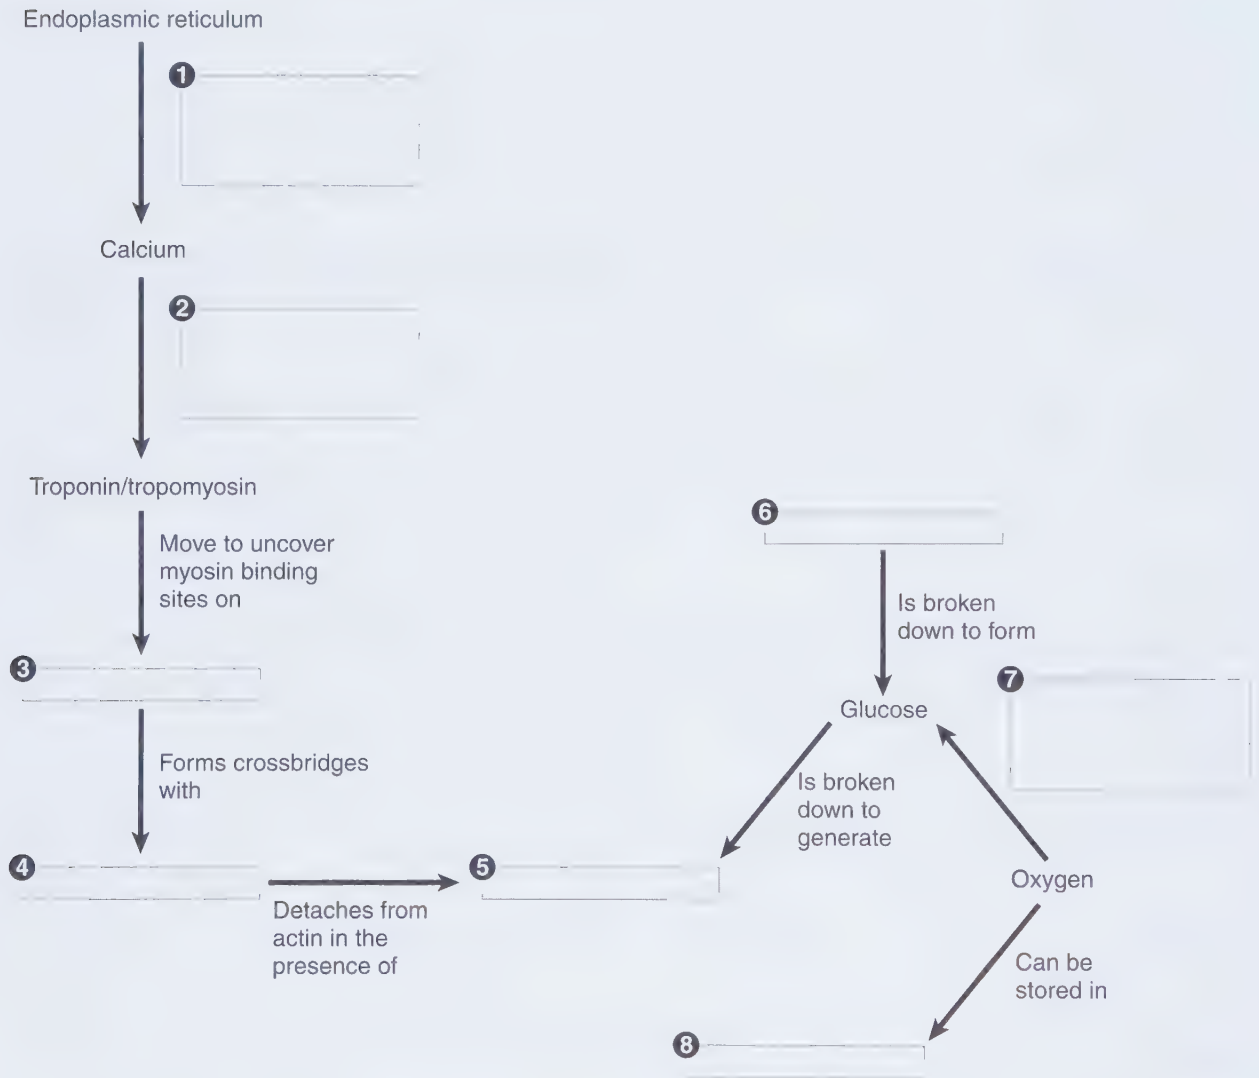 Endoplasmic reticulum
1
Calcium
2
Troponin/tropomyosin
Move to uncover
myosin binding
sites on
3
Forms crossbridges
with
4
Detaches from
actin in the
presence of
5
6
Is broken
down to form
Glucose
7
Is broken
down to
generate
Oxygen
Can be
stored in
8